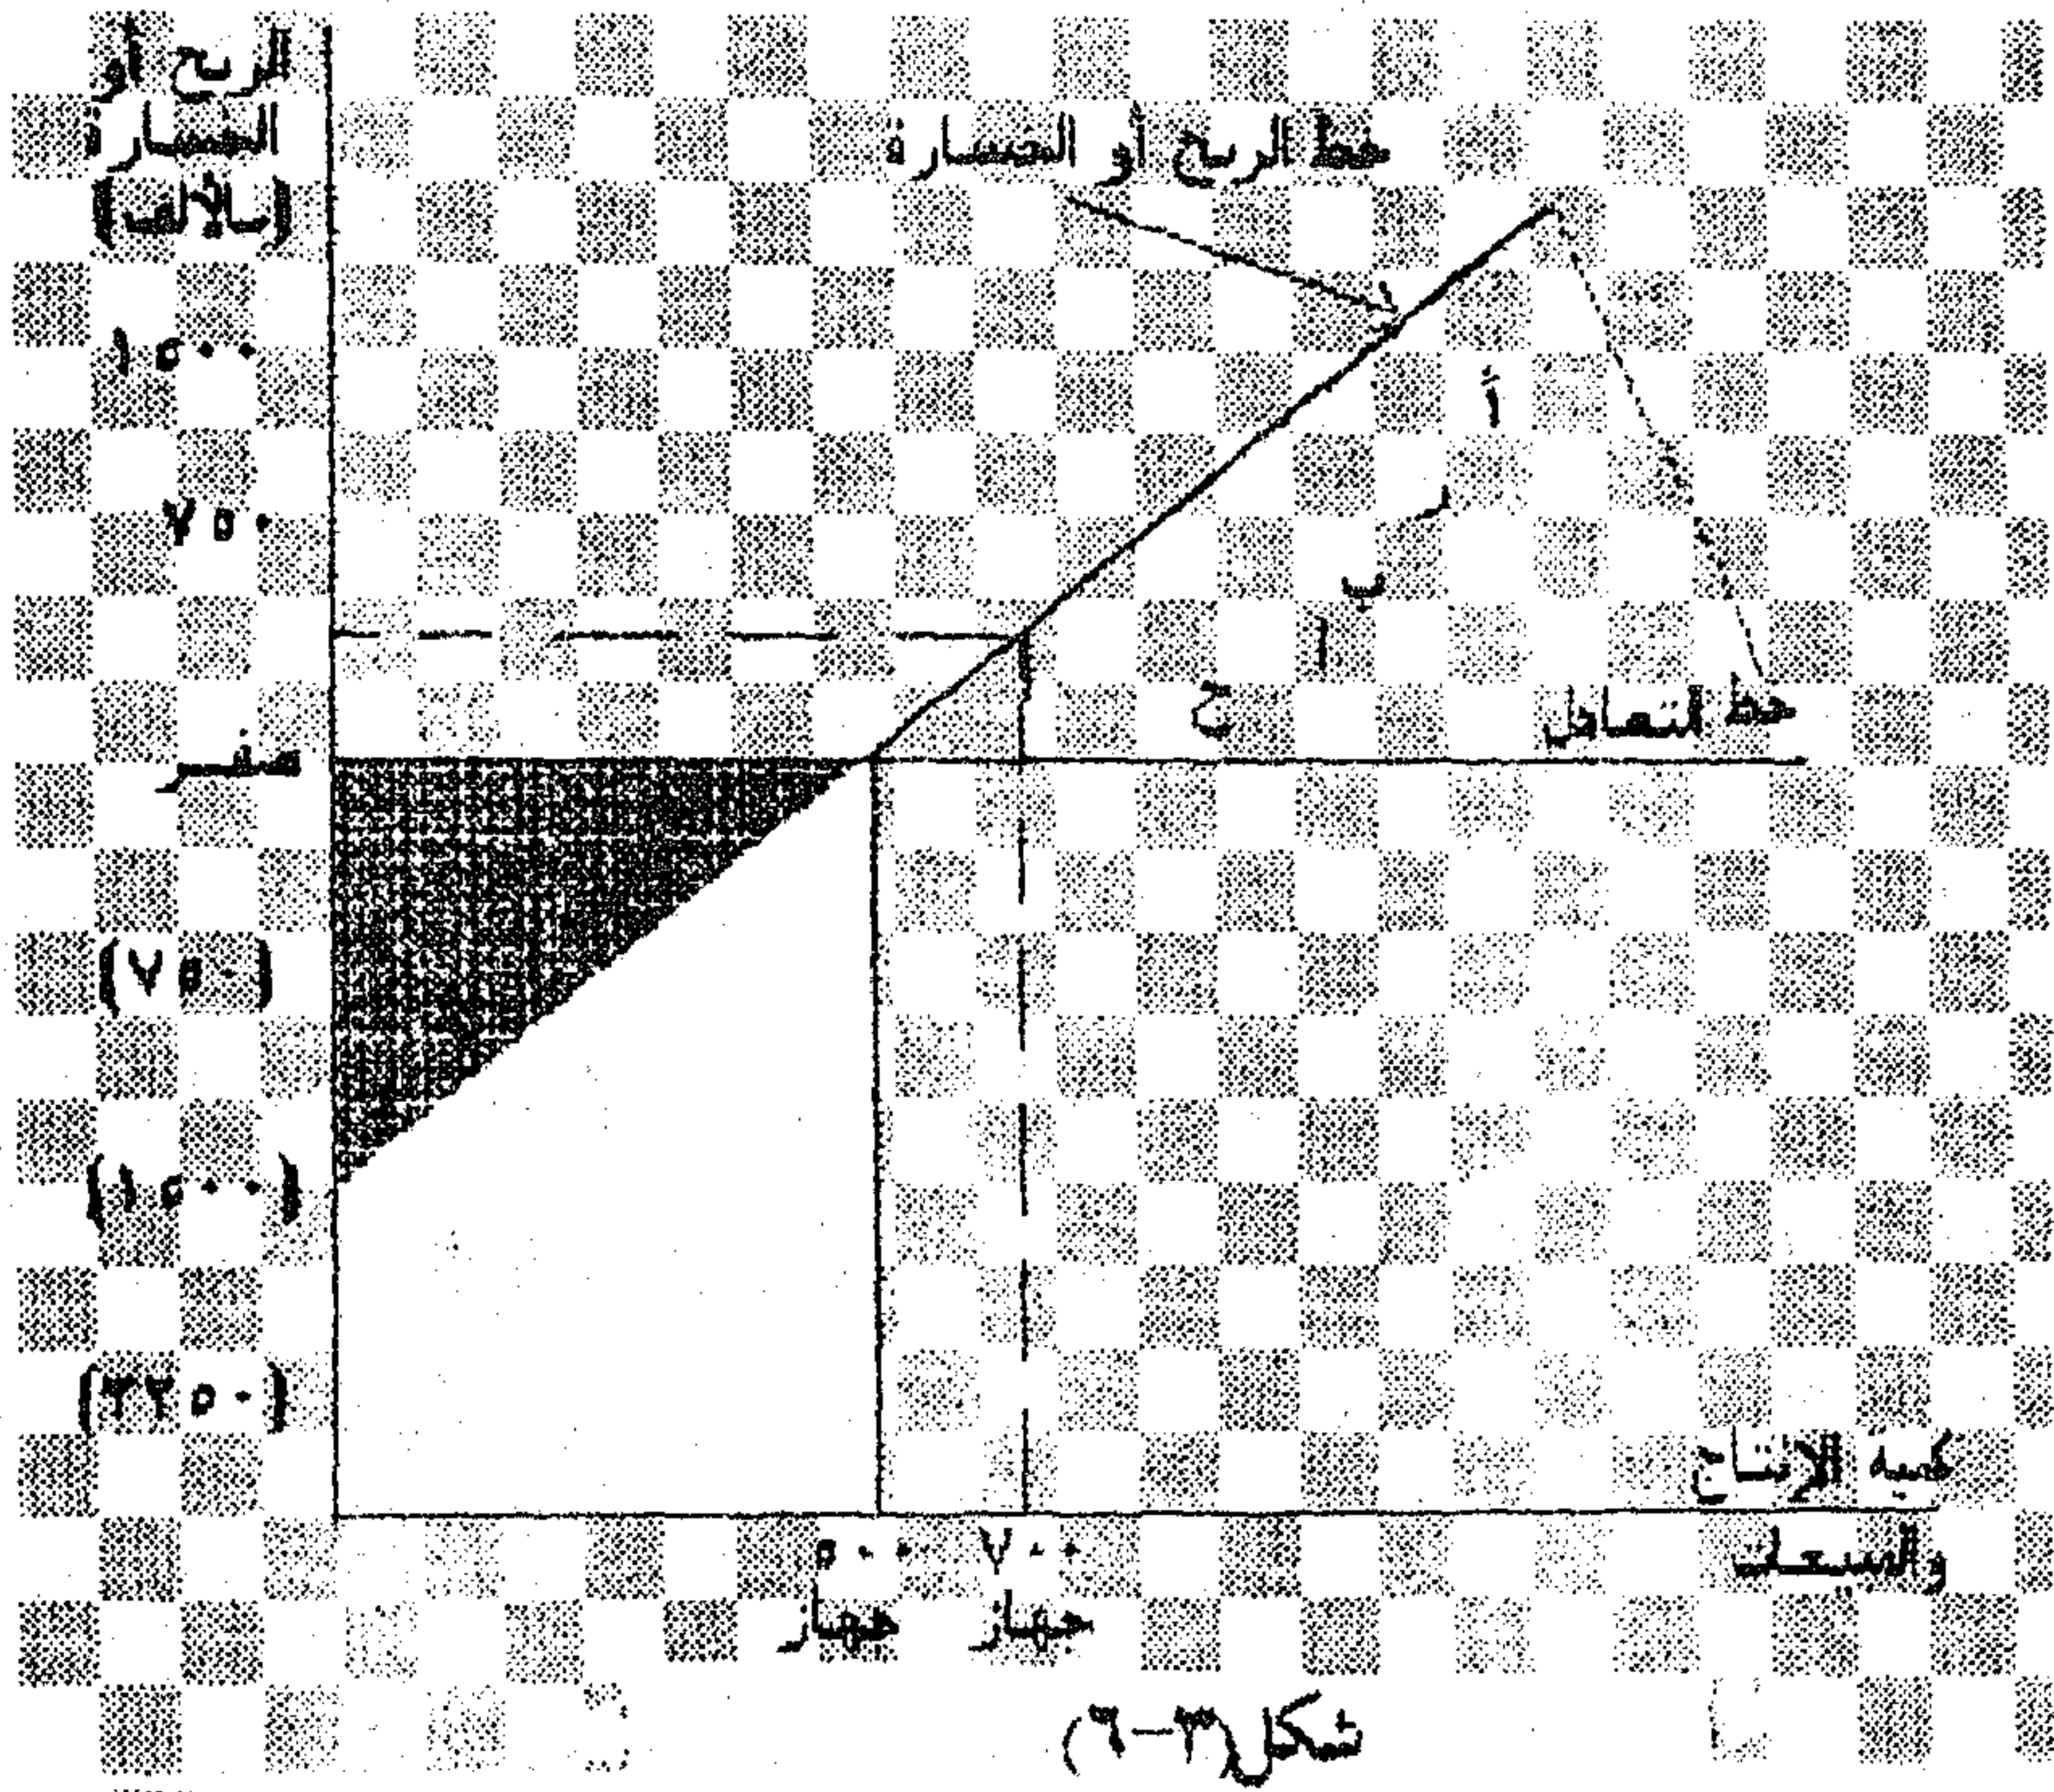 الربح أو
الخسارة
(بالألف)
خط الربح أو الخسارة
١٥٠٠
أ
ر
ب
ا
ح
٧٥٠
خط التعادل
صفر
(٧٥٠)
(١٥٠٠)
(٢٢٥٠)
كمية الإنتاج
والمبيعات
٥٠٠ ٧٠٠
جهاز جهاز
شكل(٣-٦)